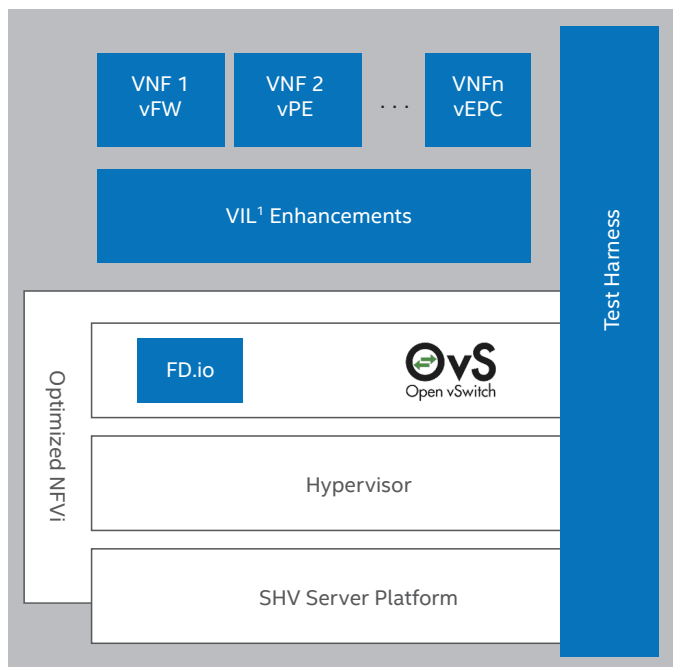 VNF 1
vFW
VNF 2
vPE
. . .
VNFn
vEPC
VIL¹ Enhancements
Test Harness
Optimized NFVi
FD.io
OvS
Open vSwitch
Hypervisor
SHV Server Platform